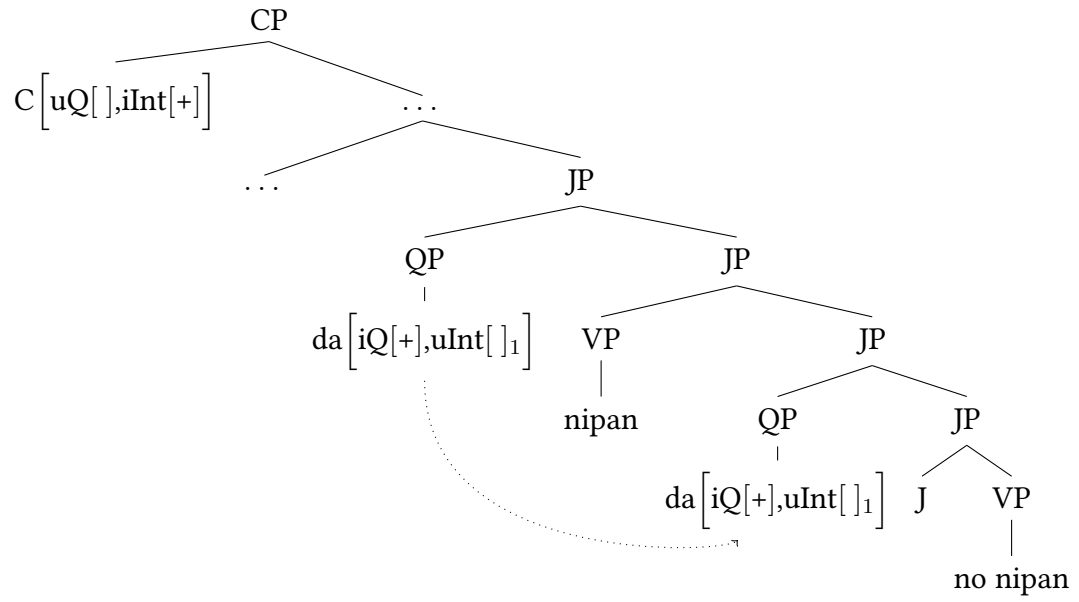 CP
C[uQ[ ],iInt[+]]
. . .
. . .
JP
QP
JP
da[iQ[+],uInt[ ]₁]
VP
JP
nipan
QP
JP
da[iQ[+],uInt[ ]₁]
J
VP
no nipan